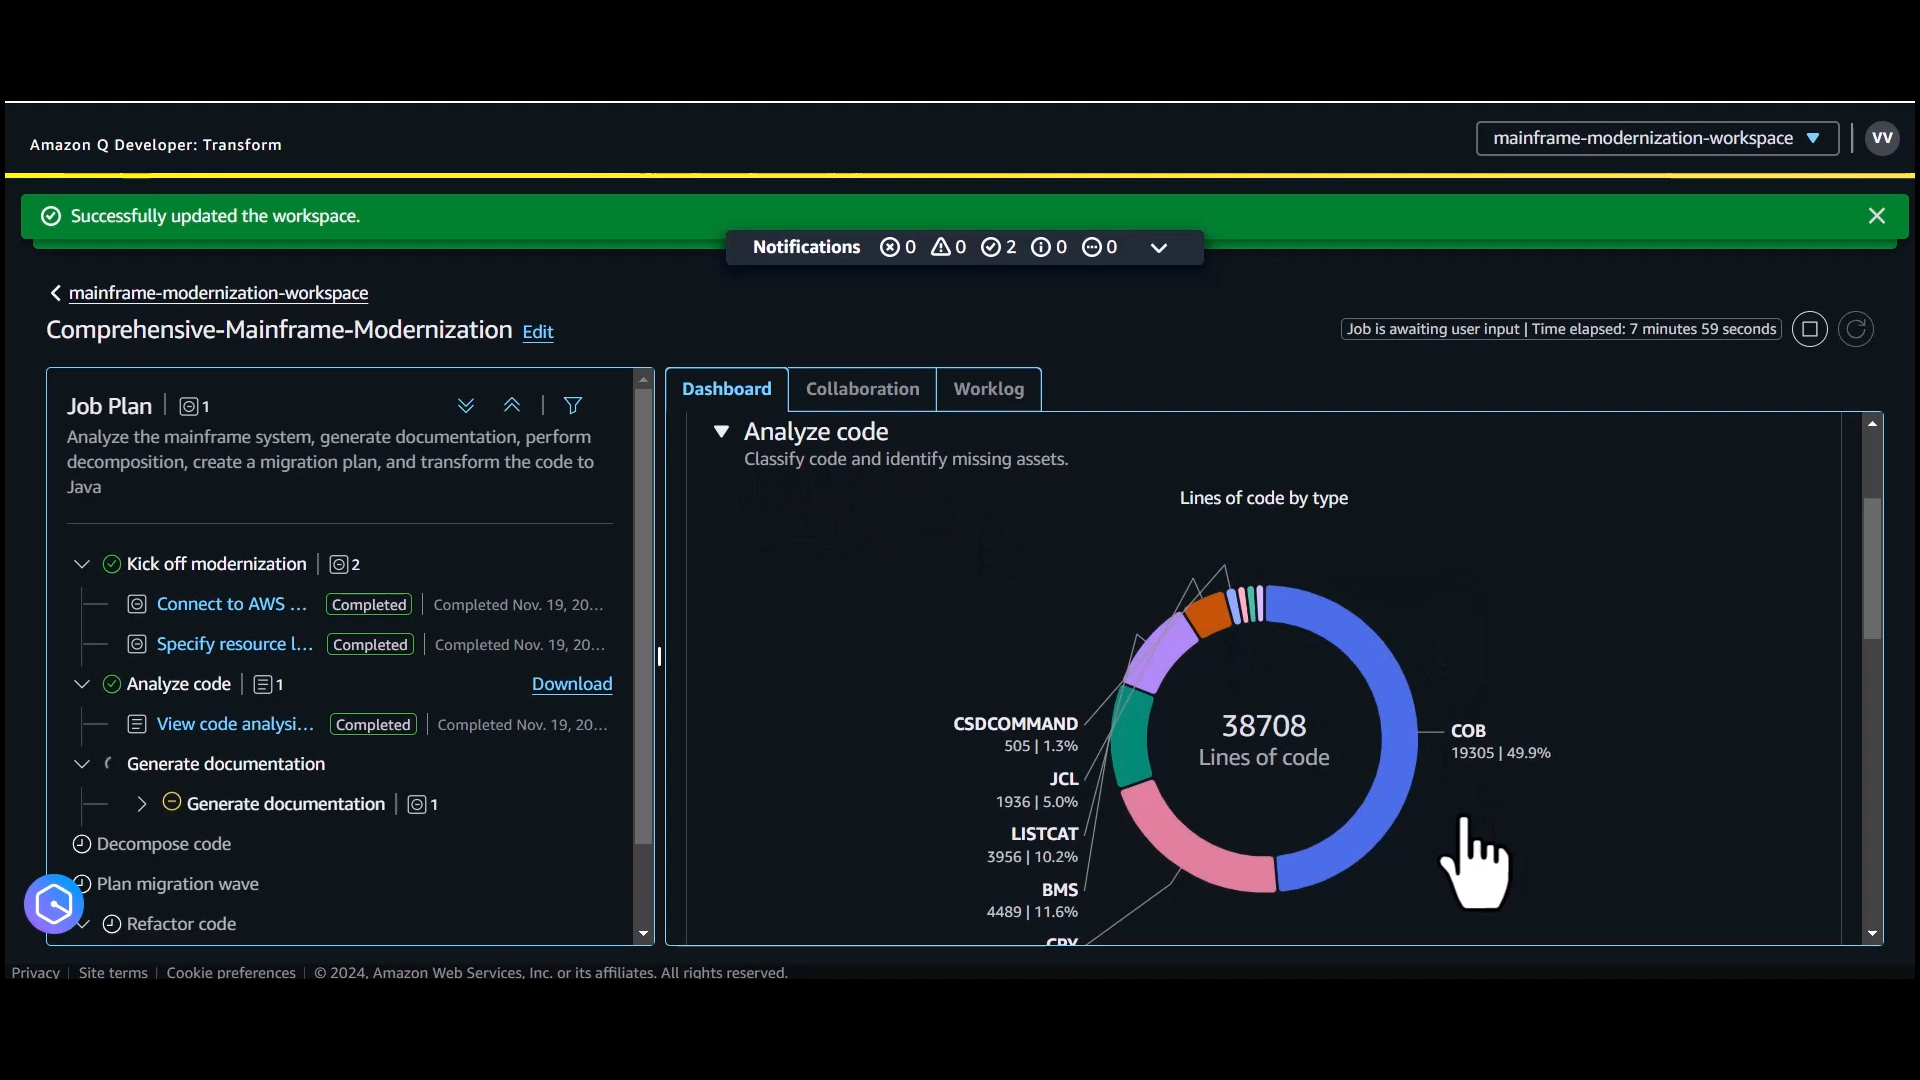 Amazon Q Developer: Transform
mainframe-modernization-workspace
VV
Successfully updated the workspace.
Notifications 0 0 2 0 0
mainframe-modernization-workspace
Comprehensive-Mainframe-Modernization Edit
Job is awaiting user input | Time elapsed: 7 minutes 59 seconds
Job Plan | 1
Analyze the mainframe system, generate documentation, perform
decomposition, create a migration plan, and transform the code to
Java
Kick off modernization | 2
Connect to AWS ... Completed | Completed Nov. 19, 20...
Specify resource l... Completed | Completed Nov. 19, 20...
Analyze code | 1 Download
View code analysi... Completed | Completed Nov. 19, 20...
Generate documentation
Generate documentation | 1
Decompose code
Plan migration wave
Refactor code
Dashboard Collaboration Worklog
Analyze code
Classify code and identify missing assets.
Lines of code by type
38708
Lines of code
COB
19305 | 49.9%
CSDCOMMAND
505 | 1.3%
JCL
1936 | 5.0%
LISTCAT
3956 | 10.2%
BMS
4489 | 11.6%
CPY
Privacy | Site terms | Cookie preferences | © 2024, Amazon Web Services, Inc. or its affiliates. All rights reserved.